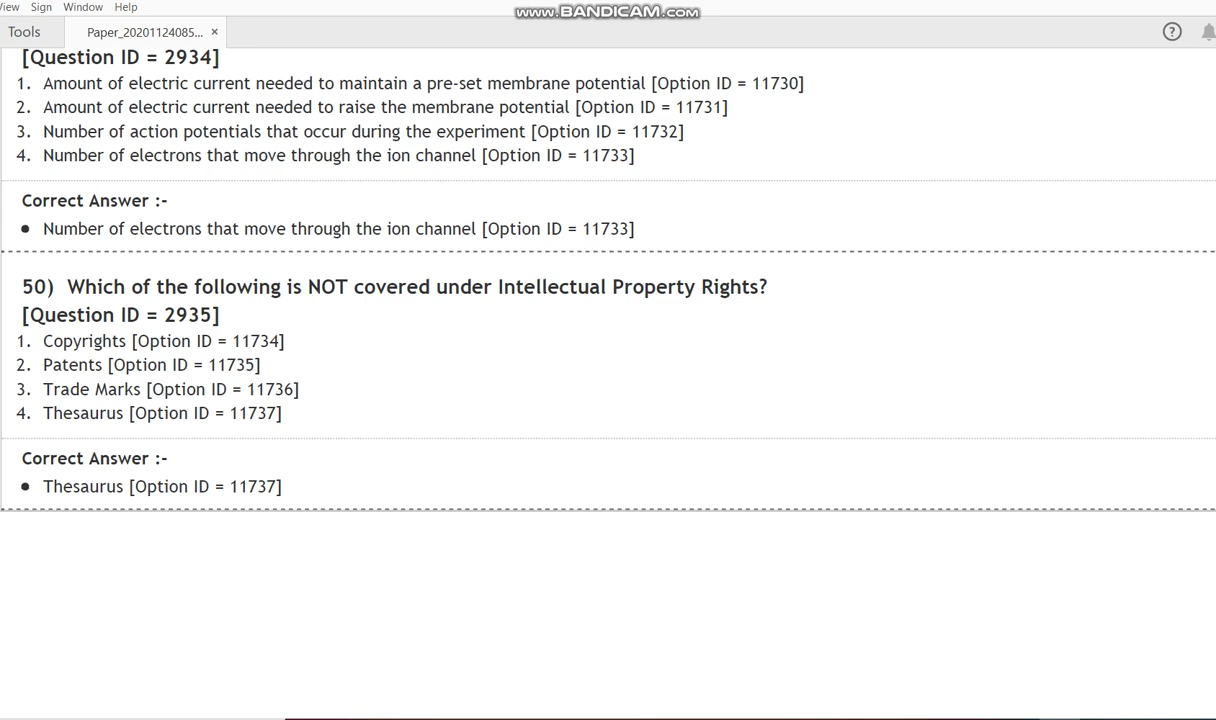 View Sign Window Help
www.BANDICAM.com
Tools Paper_20201124085... × ?
[Question ID = 2934]
1. Amount of electric current needed to maintain a pre-set membrane potential [Option ID = 11730]
2. Amount of electric current needed to raise the membrane potential [Option ID = 11731]
3. Number of action potentials that occur during the experiment [Option ID = 11732]
4. Number of electrons that move through the ion channel [Option ID = 11733]
Correct Answer :-
• Number of electrons that move through the ion channel [Option ID = 11733]
50) Which of the following is NOT covered under Intellectual Property Rights?
[Question ID = 2935]
1. Copyrights [Option ID = 11734]
2. Patents [Option ID = 11735]
3. Trade Marks [Option ID = 11736]
4. Thesaurus [Option ID = 11737]
Correct Answer :-
• Thesaurus [Option ID = 11737]